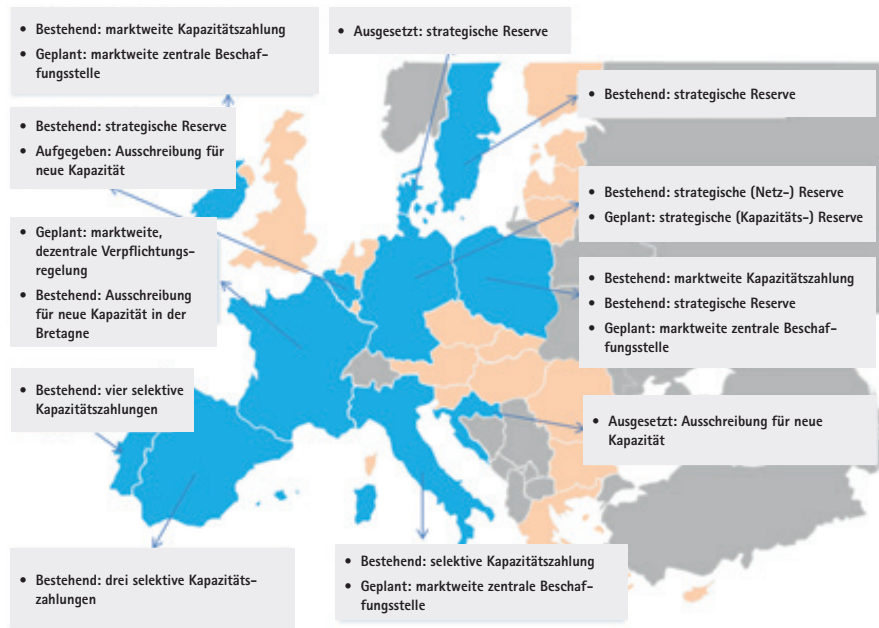 • Bestehend: marktweite Kapazitätszahlung
• Geplant: marktweite zentrale Beschaf-
fungsstelle
• Ausgesetzt: strategische Reserve
• Bestehend: strategische Reserve
• Bestehend: strategische Reserve
• Aufgegeben: Ausschreibung für
neue Kapazität
• Bestehend: strategische (Netz-) Reserve
• Geplant: strategische (Kapazitäts-) Reserve
• Geplant: marktweite,
dezentrale Verpflichtungs-
regelung
• Bestehend: Ausschreibung
für neue Kapazität in der
Bretagne
• Bestehend: marktweite Kapazitätszahlung
• Bestehend: strategische Reserve
• Geplant: marktweite zentrale Beschaf-
fungsstelle
• Bestehend: vier selektive
Kapazitätszahlungen
• Ausgesetzt: Ausschreibung für neue
Kapazität
• Bestehend: drei selektive Kapazitäts-
zahlungen
• Bestehend: selektive Kapazitätszahlung
• Geplant: marktweite zentrale Beschaf-
fungsstelle